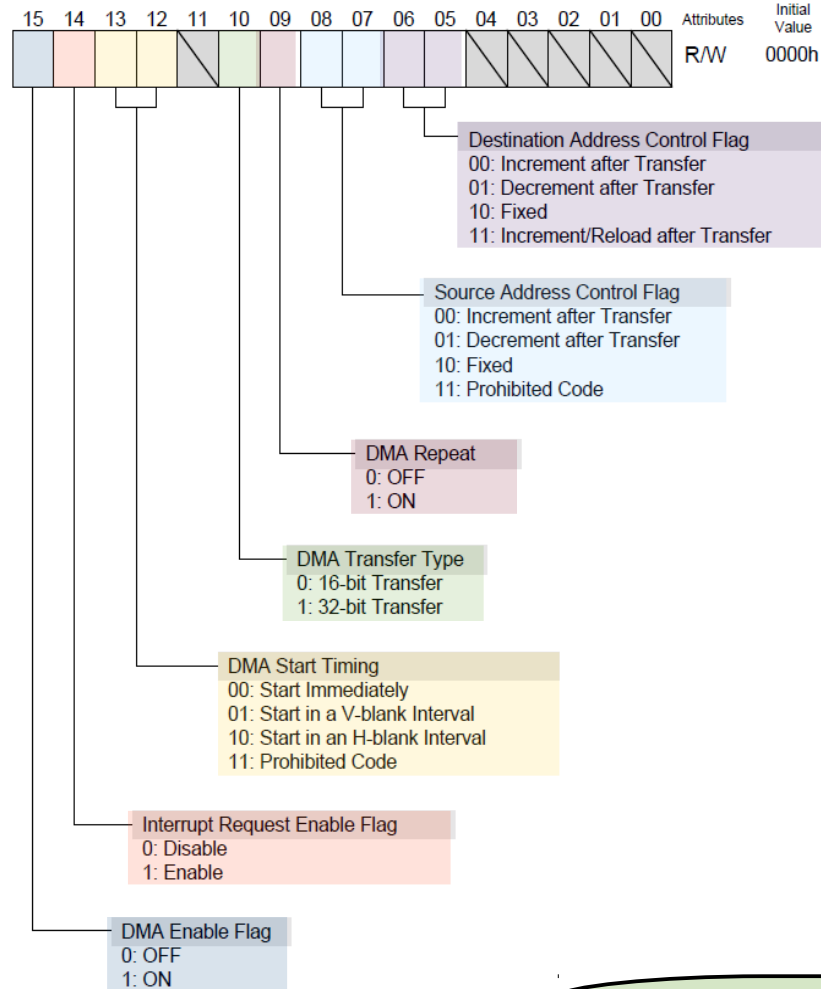 15 14 13 12 11 10 09 08 07 06 05 04 03 02 01 00 Attributes Initial Value
R/W 0000h
Destination Address Control Flag
00: Increment after Transfer
01: Decrement after Transfer
10: Fixed
11: Increment/Reload after Transfer
Source Address Control Flag
00: Increment after Transfer
01: Decrement after Transfer
10: Fixed
11: Prohibited Code
DMA Repeat
0: OFF
1: ON
DMA Transfer Type
0: 16-bit Transfer
1: 32-bit Transfer
DMA Start Timing
00: Start Immediately
01: Start in a V-blank Interval
10: Start in an H-blank Interval
11: Prohibited Code
Interrupt Request Enable Flag
0: Disable
1: Enable
DMA Enable Flag
0: OFF
1: ON